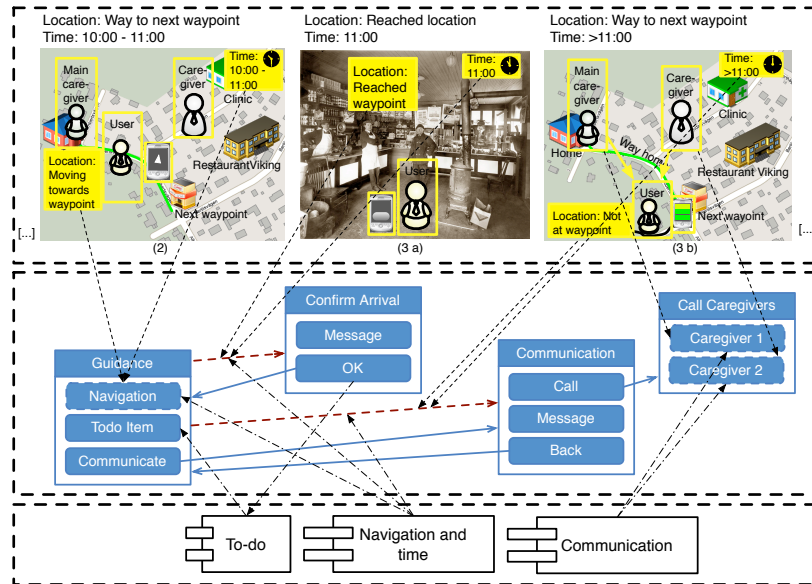 Location: Way to next waypoint
Time: 10:00 - 11:00
Location: Reached location
Time: 11:00
Location: Way to next waypoint
Time: >11:00
Main
care-
giver
Care-
giver
Time:
10:00 -
11:00
Clinic
User
RestaurantViking
Location:
Moving
towards
waypoint
Next waypoint
[...]
(2)
Location:
Reached
waypoint
Time:
11:00
User
(3 a)
Main
care-
giver
Care-
giver
Time:
>11:00
Clinic
Home
Way home
Restaurant Viking
User
Location: Not
at waypoint
Next waypoint
(3 b)
[...]
Guidance
Navigation
Todo Item
Communicate
Confirm Arrival
Message
OK
Communication
Call
Message
Back
Call Caregivers
Caregiver 1
Caregiver 2
To-do
Navigation and
time
Communication